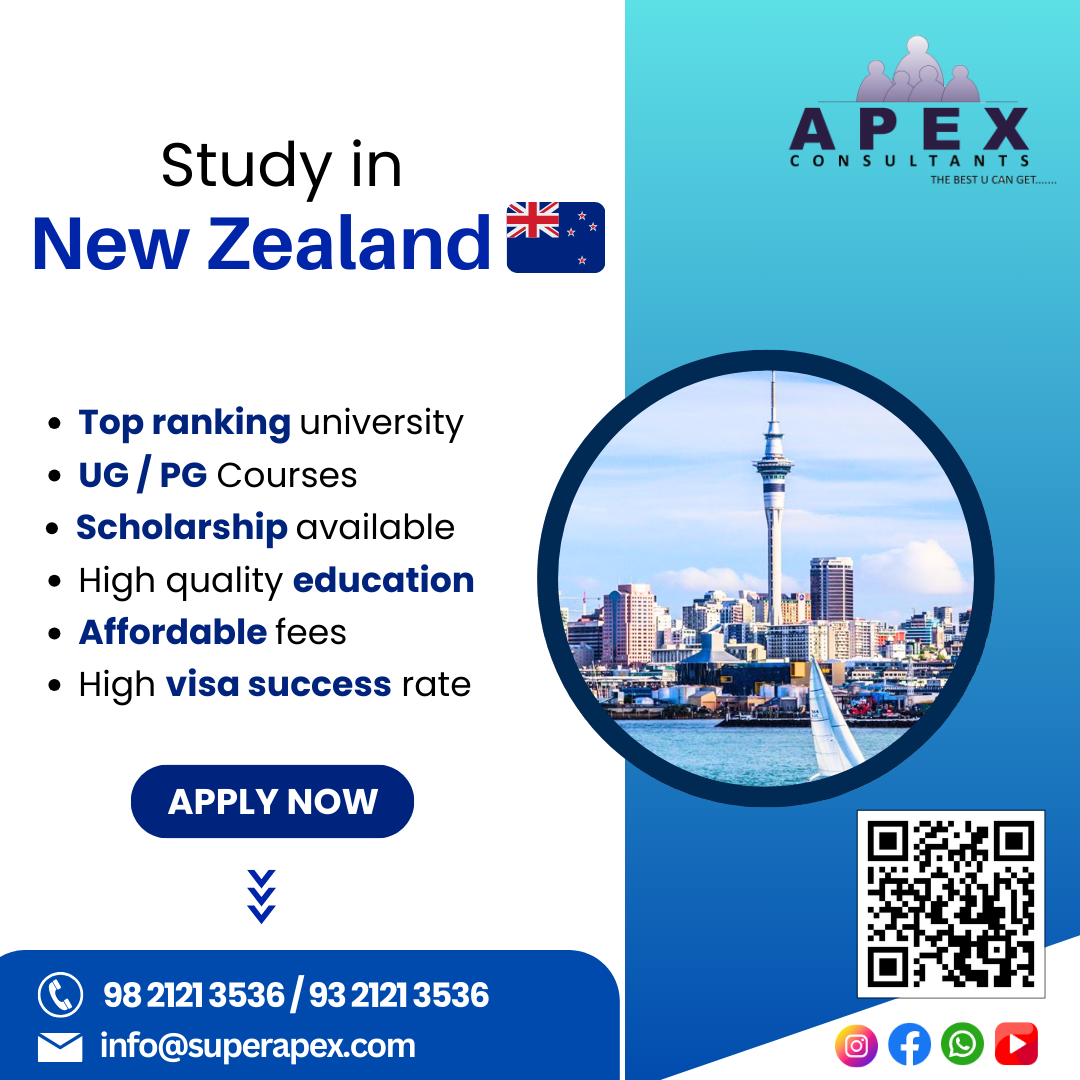 APEX
CONSULTANTS
THE BEST U CAN GET.......
Study in
New Zealand
Top ranking university
UG / PG Courses
Scholarship available
High quality education
Affordable fees
High visa success rate
APPLY NOW
98 2121 3536 / 93 2121 3536
info@superapex.com